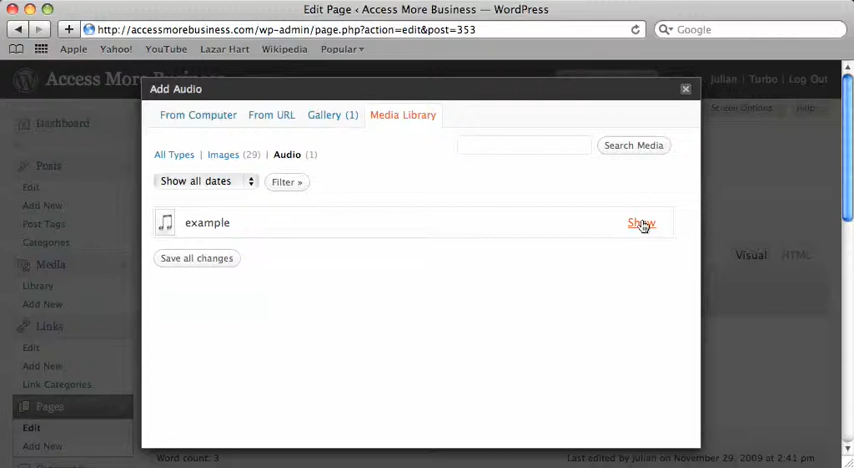 Edit Page ‹ Access More Business — WordPress
http://accessmorebusiness.com/wp-admin/page.php?action=edit&post=353
Google
Apple Yahoo! YouTube Lazar Hart Wikipedia Popular
Access More Business
Julian | Turbo | Log Out
Add Audio
Screen Options Help
From Computer From URL Gallery (1) Media Library
Dashboard
Search Media
All Types | Images (29) | Audio (1)
Posts
Show all dates Filter »
Edit
Add New
example Show
Post Tags
Categories
Visual HTML
Save all changes
Media
Library
Add New
Links
Edit
Add New
Link Categories
Pages
Edit
Add New
Word count: 3 Last edited by Julian on November 29, 2009 at 2:41 pm